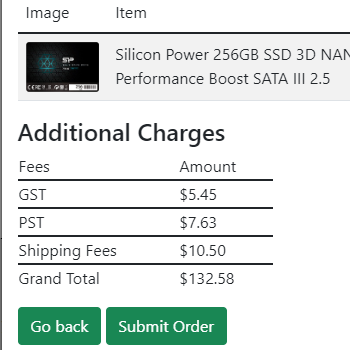 Image Item
Silicon Power 256GB SSD 3D NAN
Performance Boost SATA III 2.5
Additional Charges
Fees Amount
GST $5.45
PST $7.63
Shipping Fees $10.50
Grand Total $132.58
Go back Submit Order